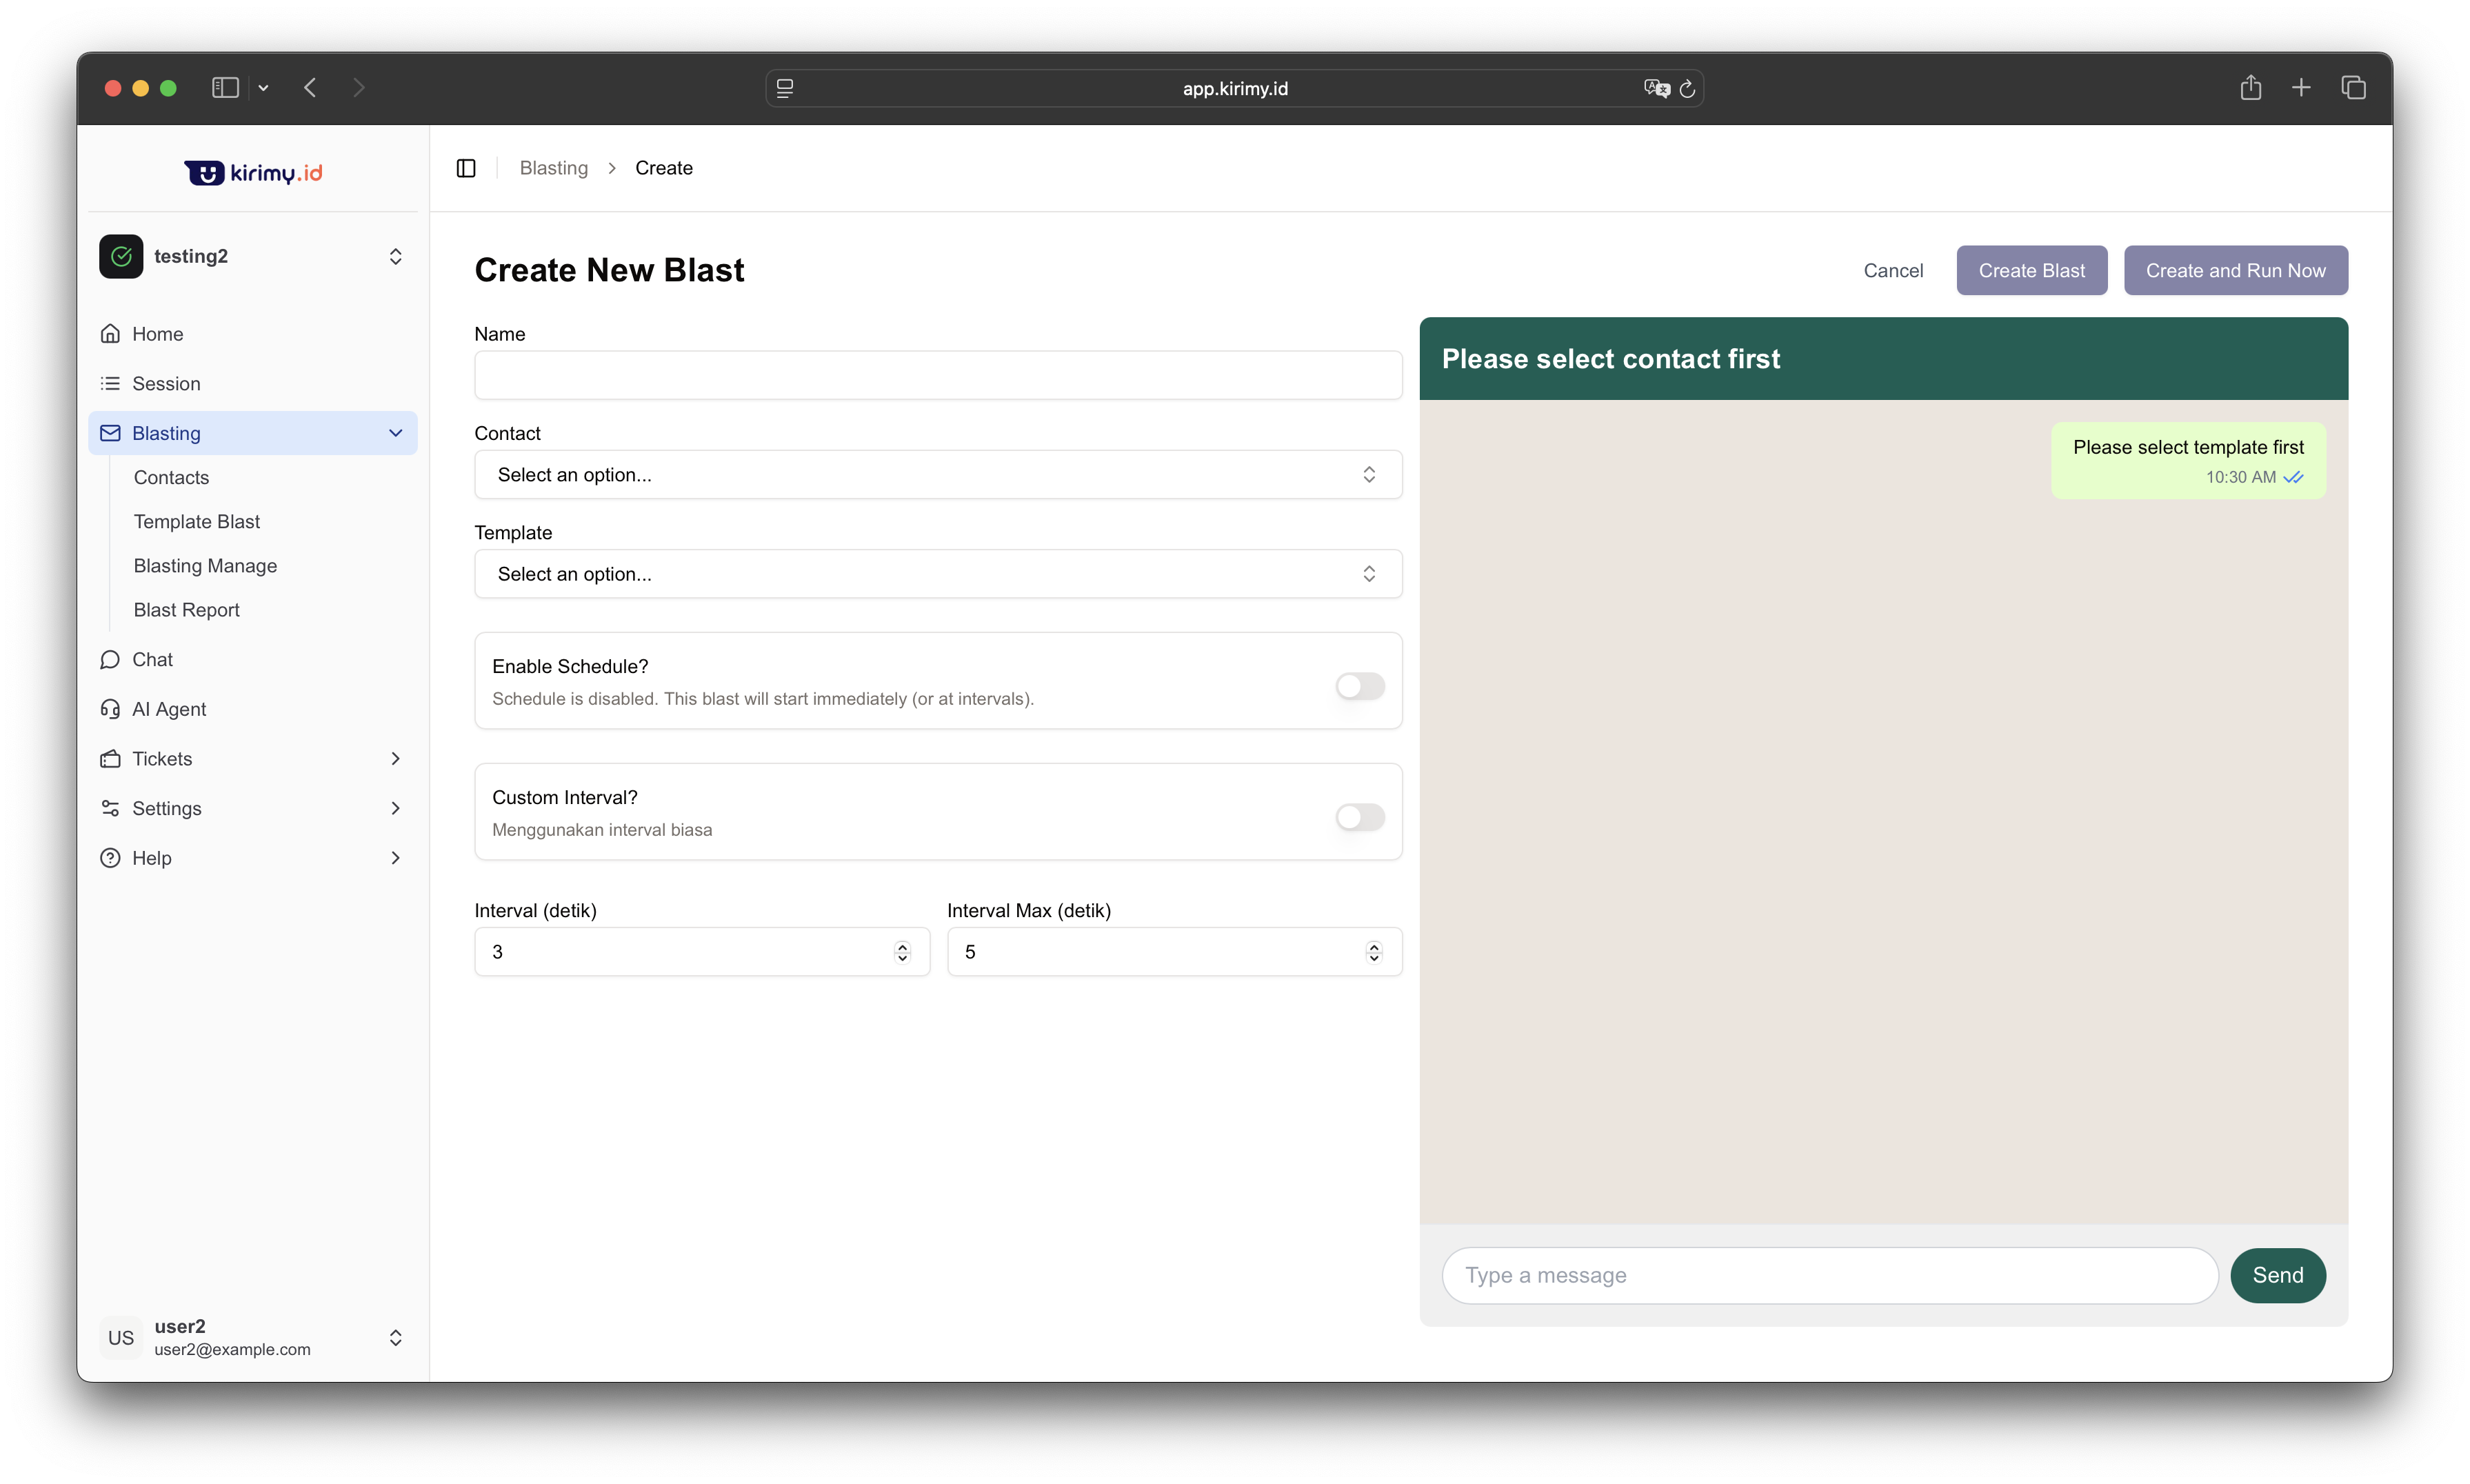 app.kirimy.id
kirimy.id
testing2
Home
Session
Blasting
Contacts
Template Blast
Blasting Manage
Blast Report
Chat
AI Agent
Tickets
Settings
Help
US
user2
user2@example.com
Blasting > Create
Create New Blast
Cancel
Create Blast
Create and Run Now
Name
Contact
Select an option...
Template
Select an option...
Enable Schedule?
Schedule is disabled. This blast will start immediately (or at intervals).
Custom Interval?
Menggunakan interval biasa
Interval (detik)
3
Interval Max (detik)
5
Please select contact first
Please select template first
10:30 AM
Type a message
Send